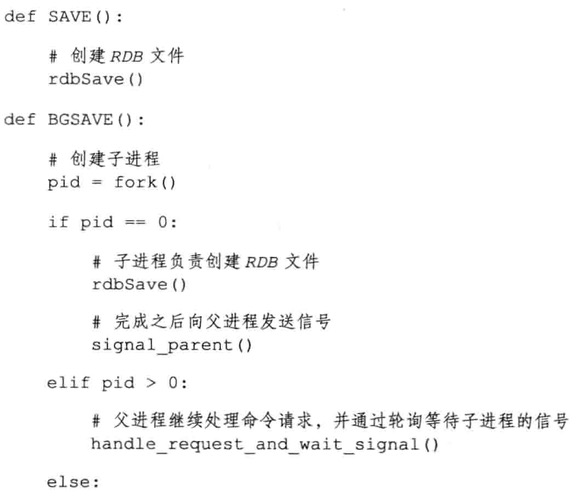 def SAVE():
# 创建 RDB 文件
rdbSave()
def BGSAVE():
# 创建子进程
pid = fork()
if pid == 0:
# 子进程负责创建 RDB 文件
rdbSave()
# 完成之后向父进程发送信号
signal_parent()
elif pid > 0:
# 父进程继续处理命令请求，并通过轮询等待子进程的信号
handle_request_and_wait_signal()
else: